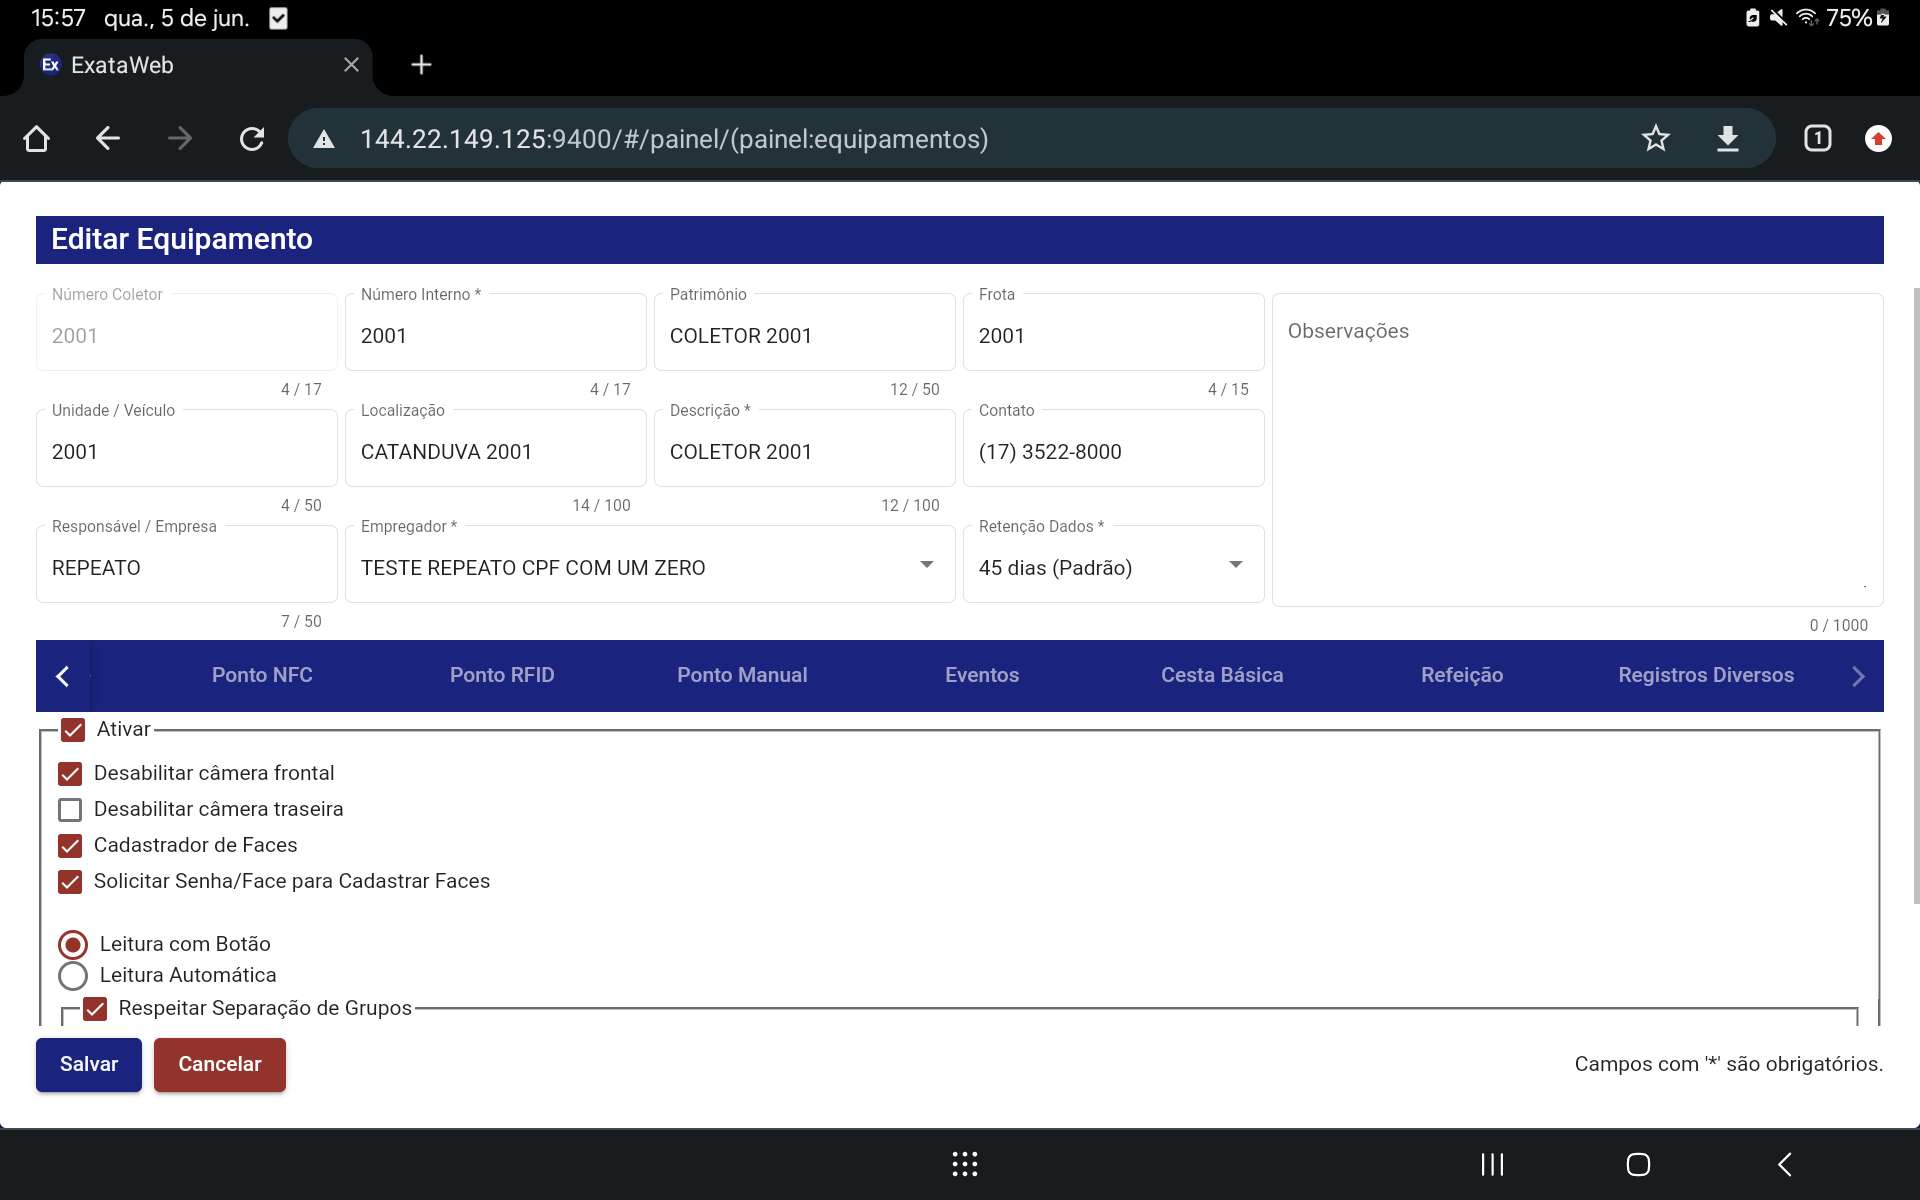 15:57 qua., 5 de jun. 75%
Ex ExataWeb
144.22.149.125:9400/#/painel/(painel:equipamentos) 1
Editar Equipamento
Número Coletor Número Interno * Patrimônio Frota
2001 2001 COLETOR 2001 2001 Observações
4 / 17 4 / 17 12 / 50 4 / 15
Unidade / Veículo Localização Descrição * Contato
2001 CATANDUVA 2001 COLETOR 2001 (17) 3522-8000
4 / 50 14 / 100 12 / 100
Responsável / Empresa Empregador * Retenção Dados *
REPEATO TESTE REPEATO CPF COM UM ZERO 45 dias (Padrão)
7 / 50 0 / 1000
Ponto NFC Ponto RFID Ponto Manual Eventos Cesta Básica Refeição Registros Diversos
Ativar
Desabilitar câmera frontal
Desabilitar câmera traseira
Cadastrador de Faces
Solicitar Senha/Face para Cadastrar Faces
Leitura com Botão
Leitura Automática
Respeitar Separação de Grupos
Salvar Cancelar Campos com '*' são obrigatórios.